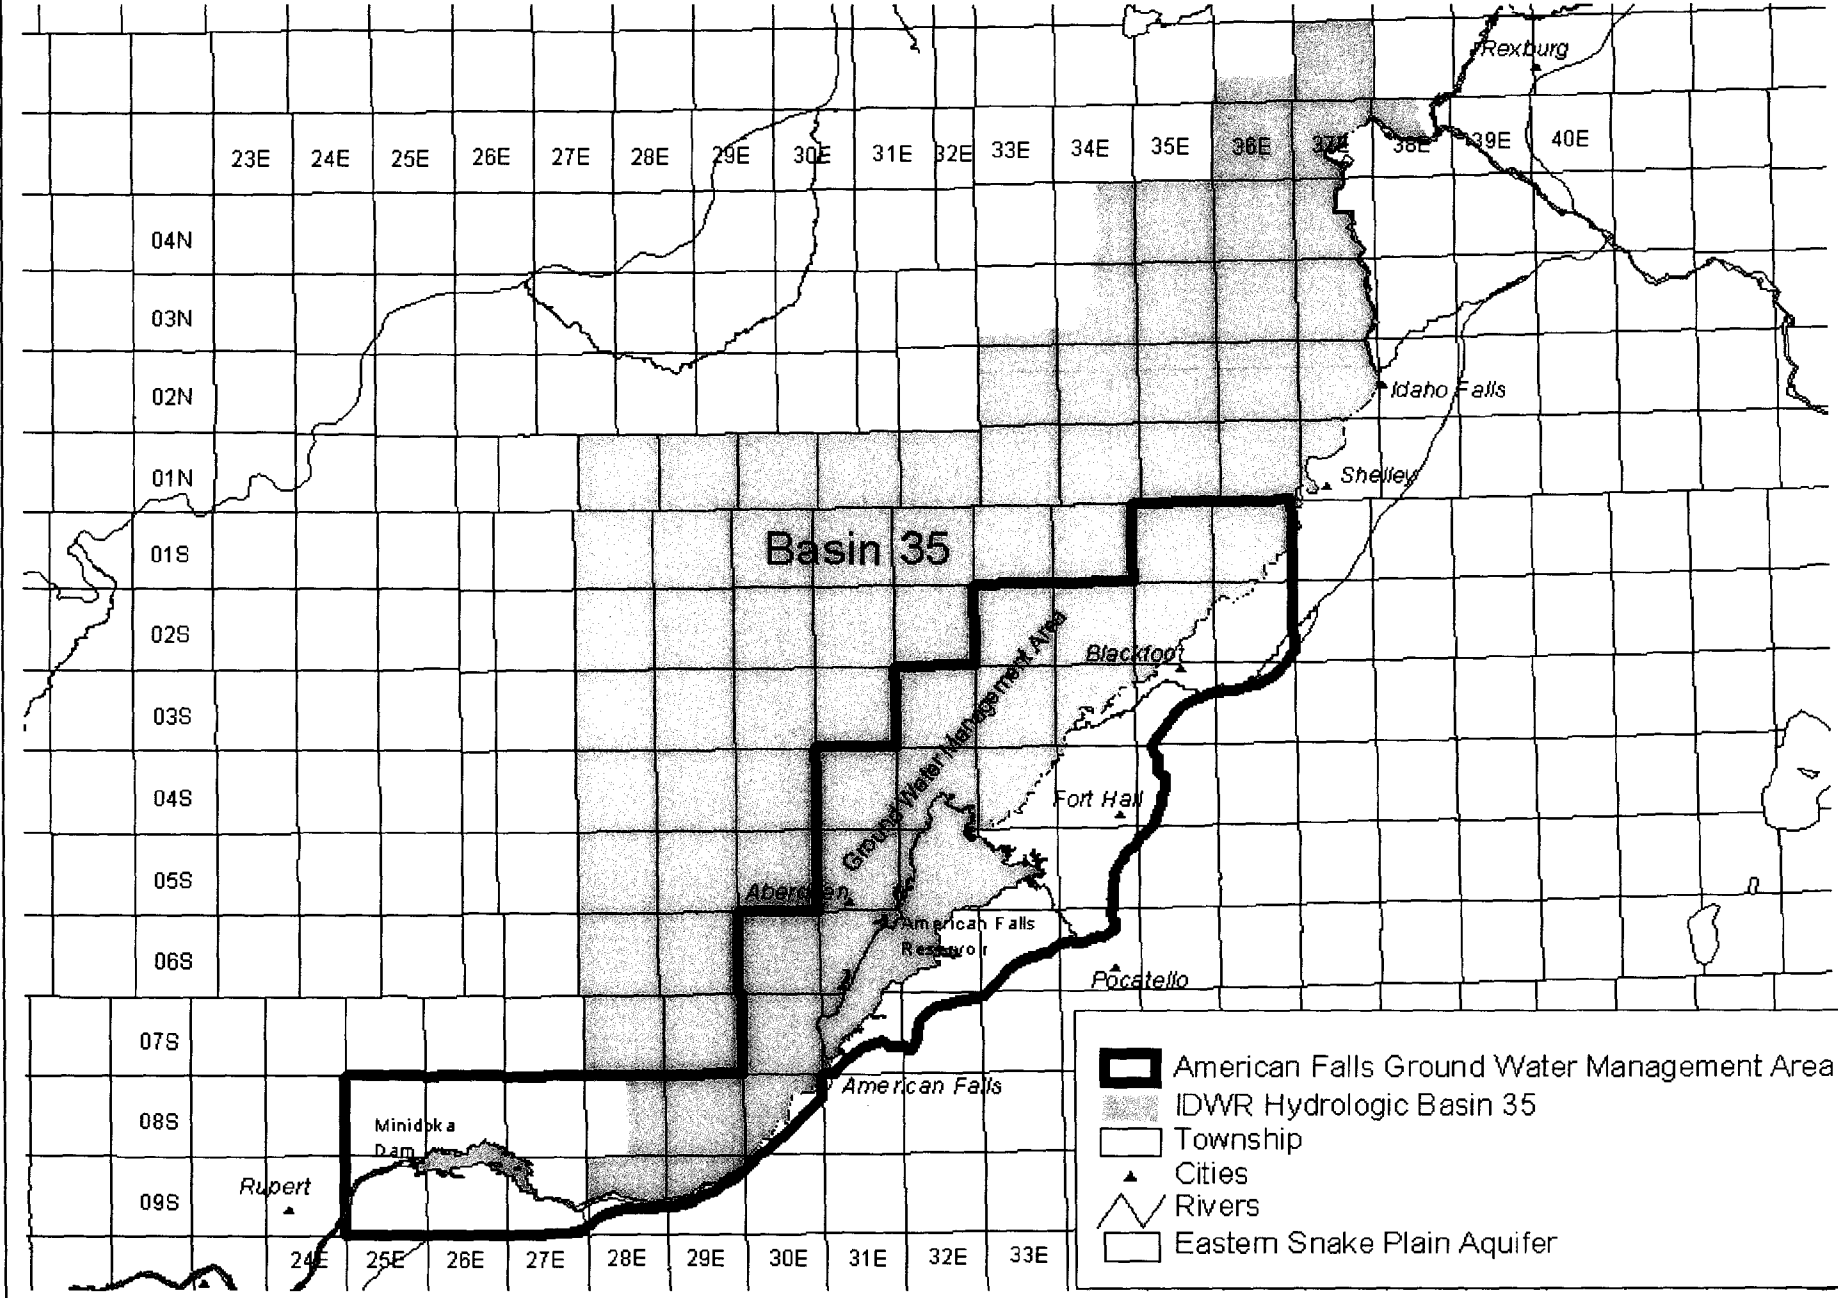 Rexburg
23E 24E 25E 26E 27E 28E 29E 30E 31E 32E 33E 34E 35E 36E 37E 38E 39E 40E
04N
03N
02N
Idaho Falls
01N
Shelley
Basin 35
01S
02S
Ground Water Management Area
Blackfoot
03S
04S
Fort Hall
05S
Aberdeen
American Falls
Reservoir
06S
Pocatello
07S
American Falls
08S
Minidoka
Dam
Rupert
09S
24E 25E 26E 27E 28E 29E 30E 31E 32E 33E
American Falls Ground Water Management Area
IDWR Hydrologic Basin 35
Township
Cities
Rivers
Eastern Snake Plain Aquifer